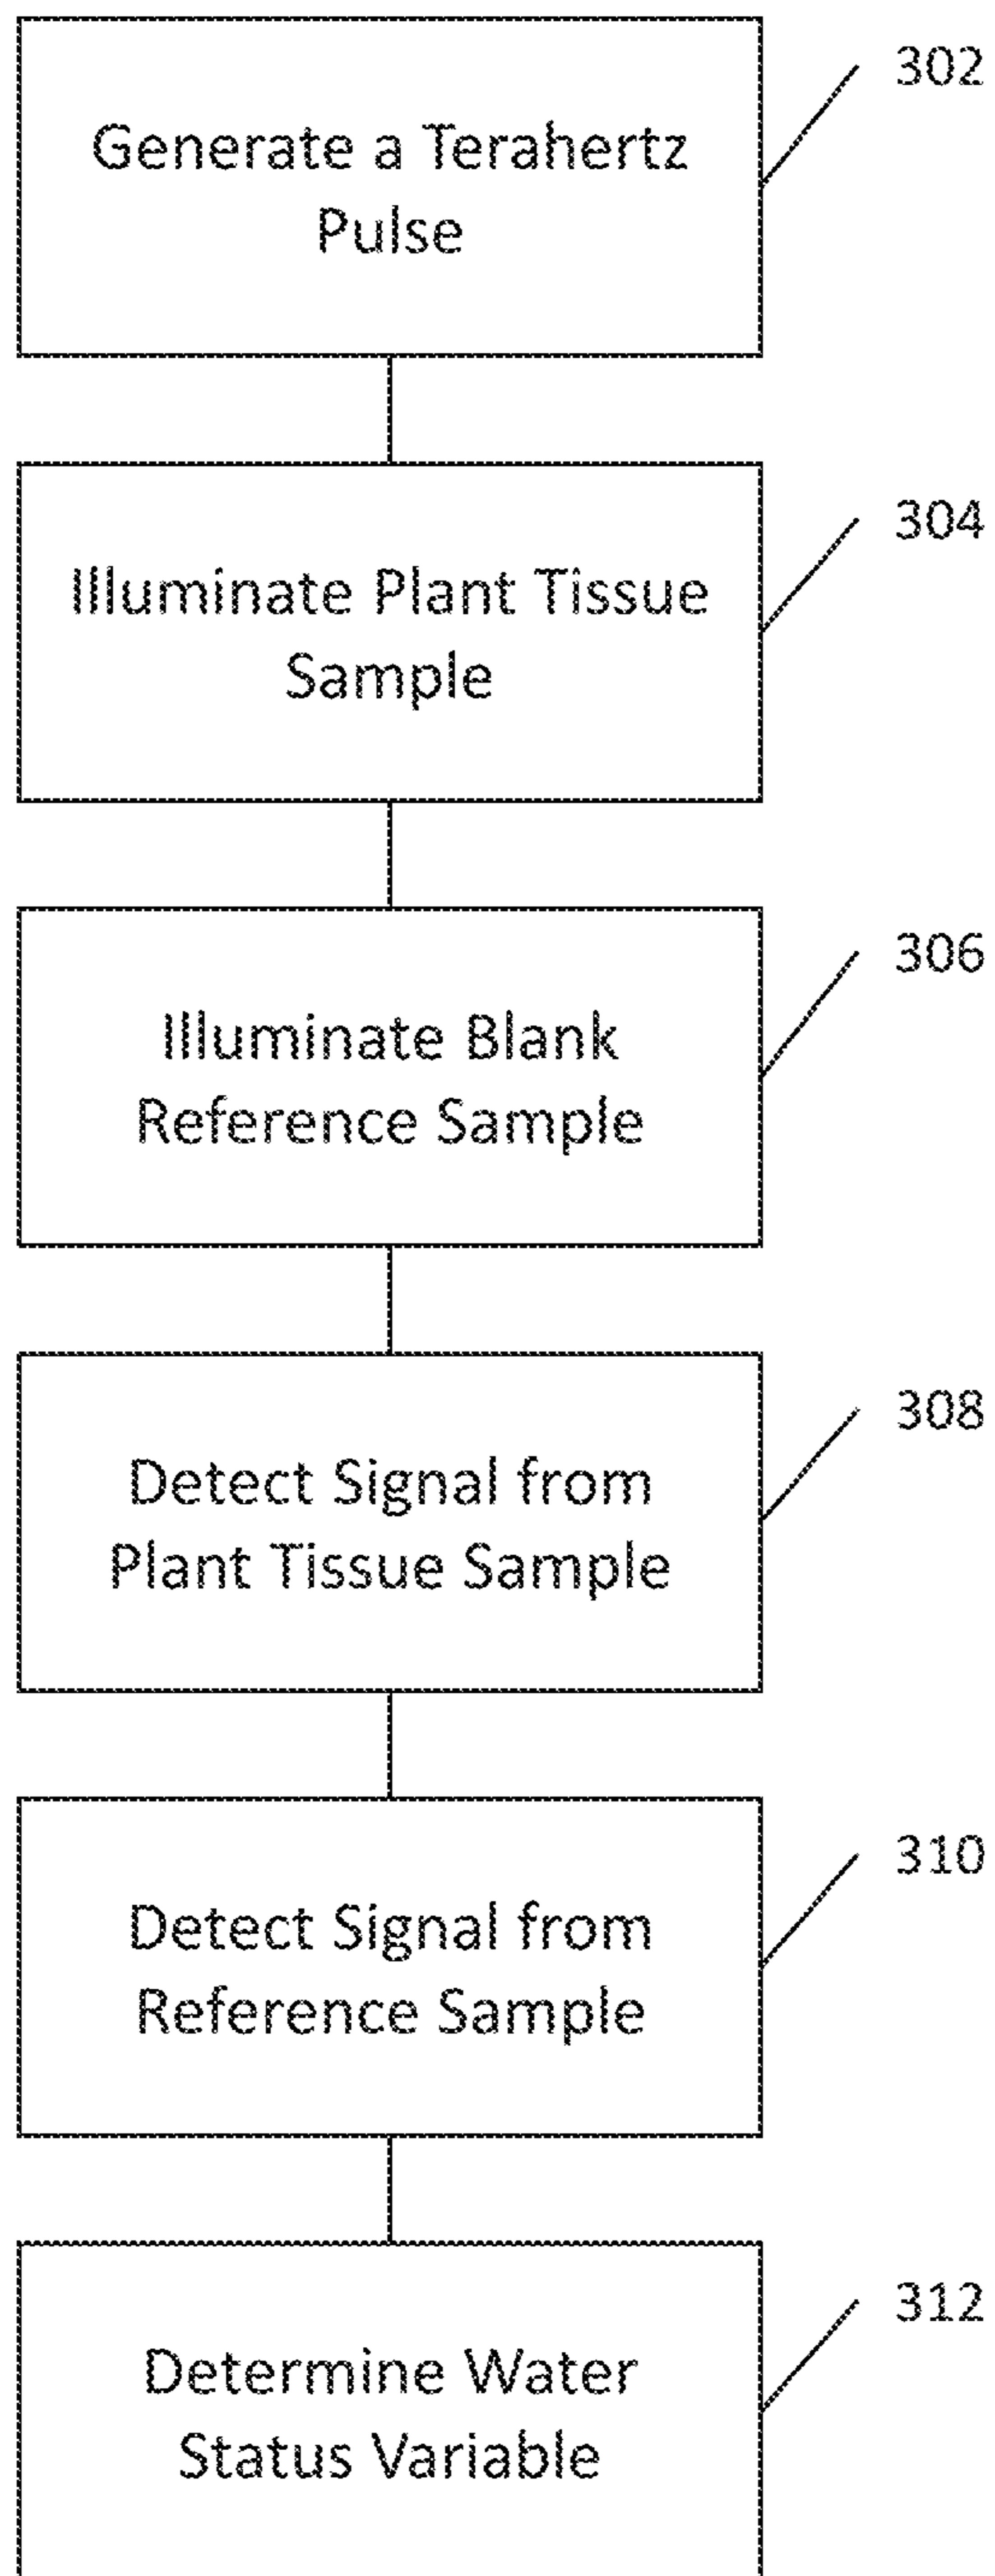 Generate a Terahertz
Pulse
302
Illuminate Plant Tissue
Sample
304
Illuminate Blank
Reference Sample
306
Detect Signal from
Plant Tissue Sample
308
Detect Signal from
Reference Sample
310
Determine Water
Status Variable
312